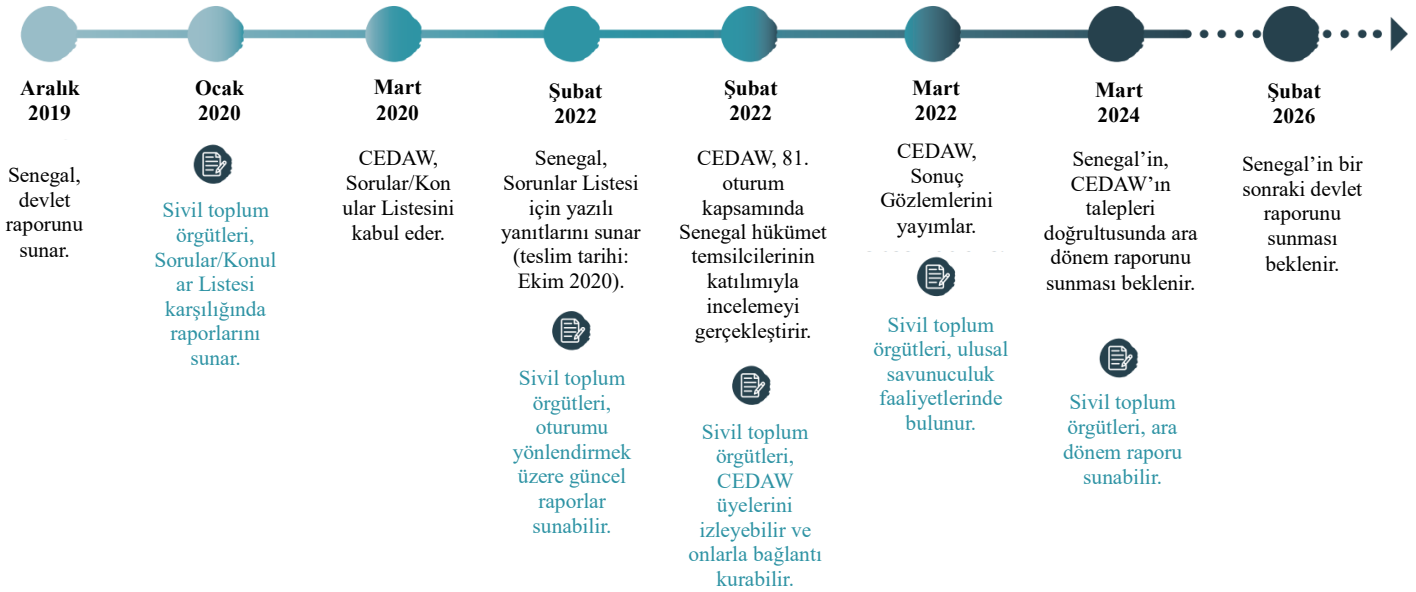 Aralık
2019
Senegal,
devlet
raporunu
sunar.
Ocak
2020
Sivil toplum
örgütleri,
Sorular/Konul
ar Listesi
karşılığında
raporlarını
sunar.
Mart
2020
CEDAW,
Sorular/Kon
ular Listesini
kabul eder.
Şubat
2022
Senegal,
Sorunlar Listesi
için yazılı
yanıtlarını sunar
(teslim tarihi:
Ekim 2020).
Sivil toplum
örgütleri,
oturumu
yönlendirmek
üzere güncel
raporlar
sunabilir.
Şubat
2022
CEDAW, 81.
oturum
kapsamında
Senegal hükümet
temsilcilerinin
katılımıyla
incelemeyi
gerçekleştirir.
Sivil toplum
örgütleri,
CEDAW
üyelerini
izleyebilir ve
onlarla bağlantı
kurabilir.
Mart
2022
CEDAW,
Sonuç
Gözlemlerini
yayımlar.
Sivil toplum
örgütleri, ulusal
savunuculuk
faaliyetlerinde
bulunur.
Mart
2024
Senegal’in,
CEDAW’ın
talepleri
doğrultusunda ara
dönem raporunu
sunması beklenir.
Sivil toplum
örgütleri, ara
dönem raporu
sunabilir.
Şubat
2026
Senegal’in bir
sonraki devlet
raporunu
sunması
beklenir.